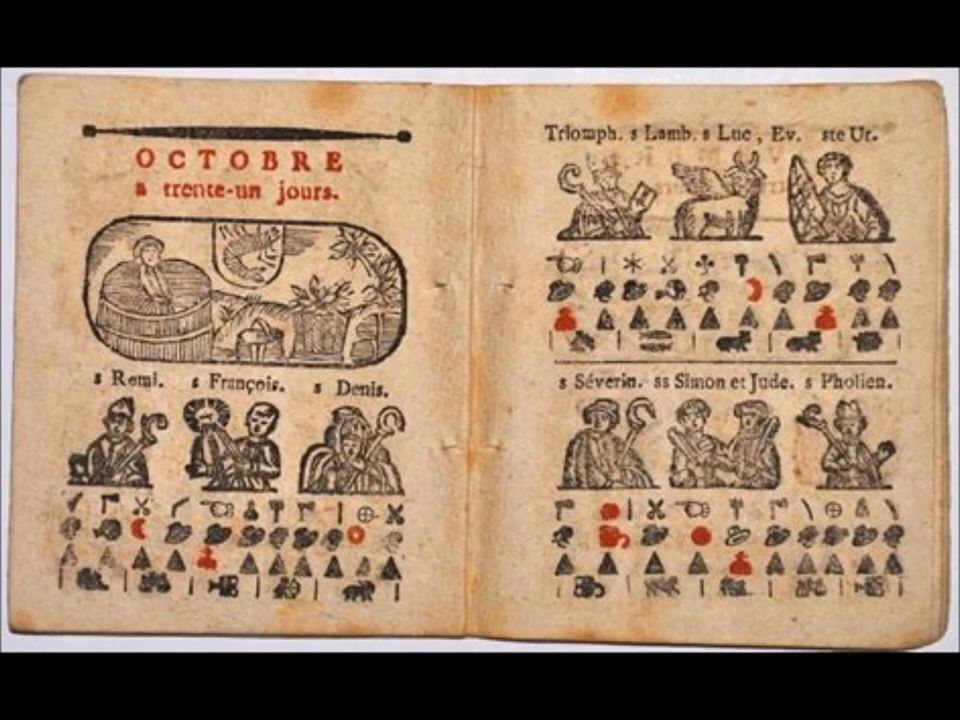 OCTOBRE
a trente-un jours.
s Remi. s François. s Denis.
Triomph. s Lamb. s Luc, Ev. ste Ur.
s Séverin. ss Simon et Jude. s Pholien.